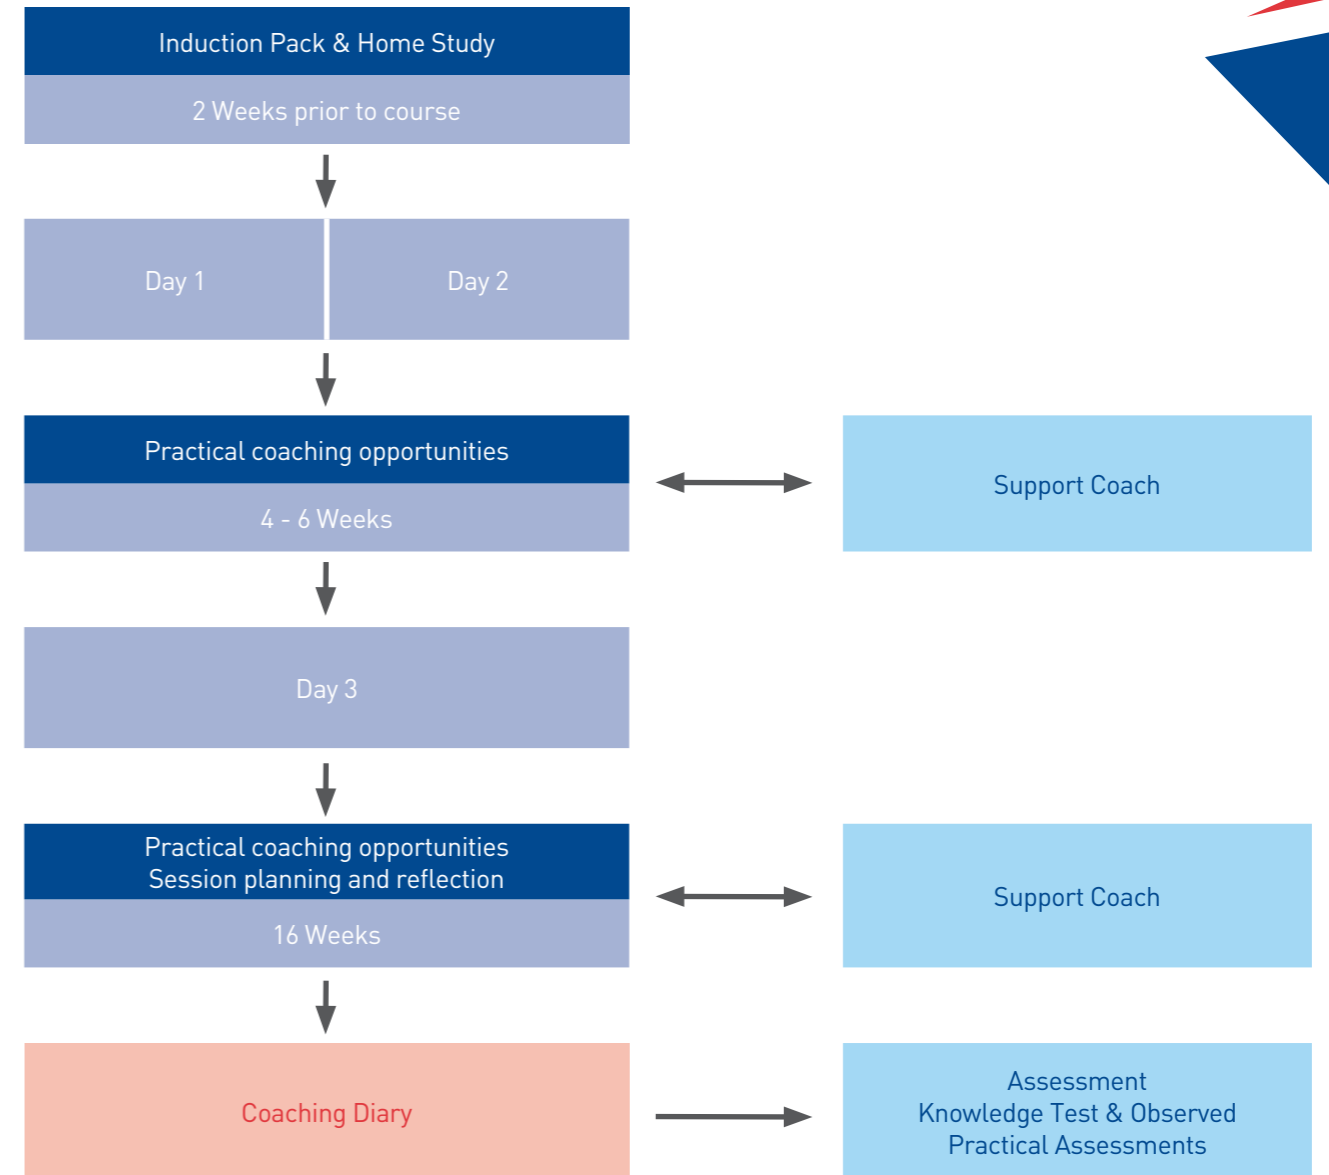 Induction Pack & Home Study
2 Weeks prior to course
Day 1
Day 2
Practical coaching opportunities
4 - 6 Weeks
Support Coach
Day 3
Practical coaching opportunities
Session planning and reflection
16 Weeks
Support Coach
Coaching Diary
Assessment
Knowledge Test & Observed
Practical Assessments